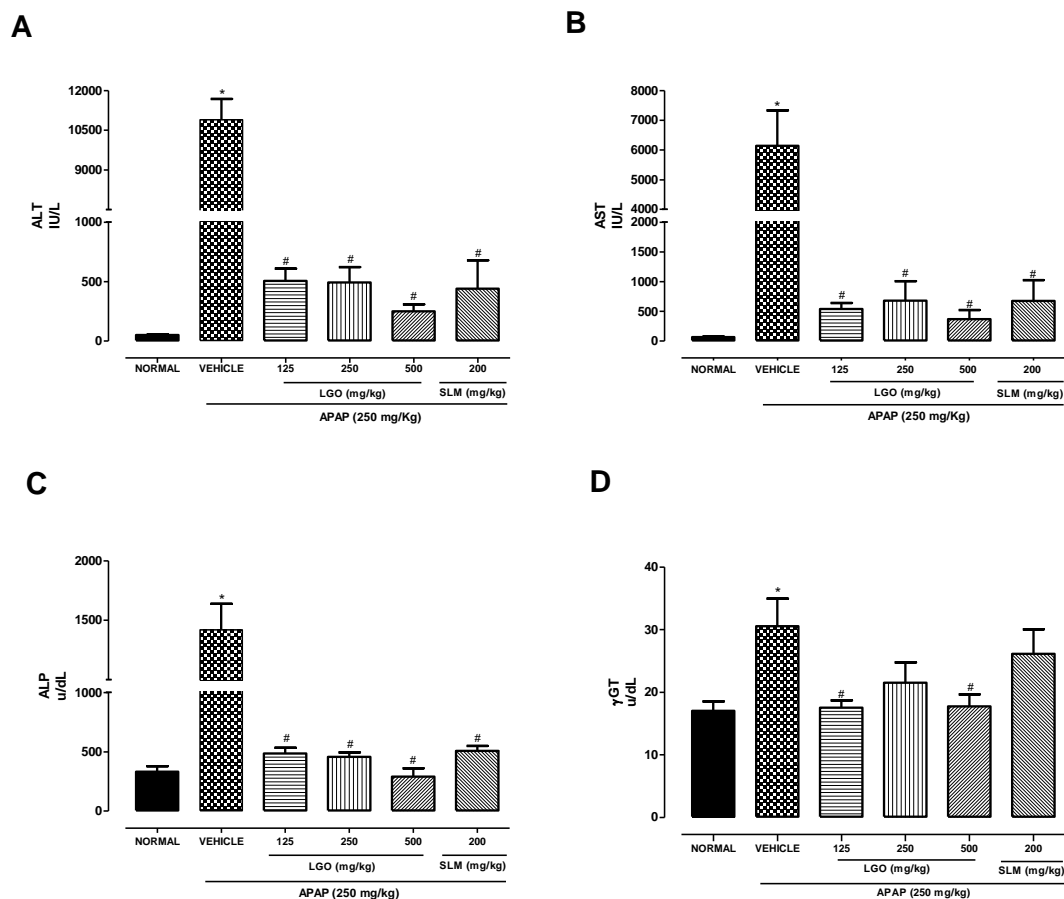 A
ALT
IU/L
12000
10500
9000
1000
500
0
*
#
#
#
#
NORMAL VEHICLE 125 250 500 200
LGO (mg/kg) SLM (mg/kg)
APAP (250 mg/Kg)
B
AST
IU/L
8000
7000
6000
5000
4000
2000
1500
1000
500
0
*
#
#
#
#
NORMAL VEHICLE 125 250 500 200
LGO (mg/kg) SLM (mg/kg)
APAP (250 mg/Kg)
C
ALP
u/dL
2000
1500
1000
500
0
*
#
#
#
#
NORMAL VEHICLE 125 250 500 200
LGO (mg/kg) SLM (mg/kg)
APAP (250 mg/kg)
D
γGT
u/dL
40
30
20
10
0
*
#
#
NORMAL VEHICLE 125 250 500 200
LGO (mg/kg) SLM (mg/kg)
APAP (250 mg/kg)